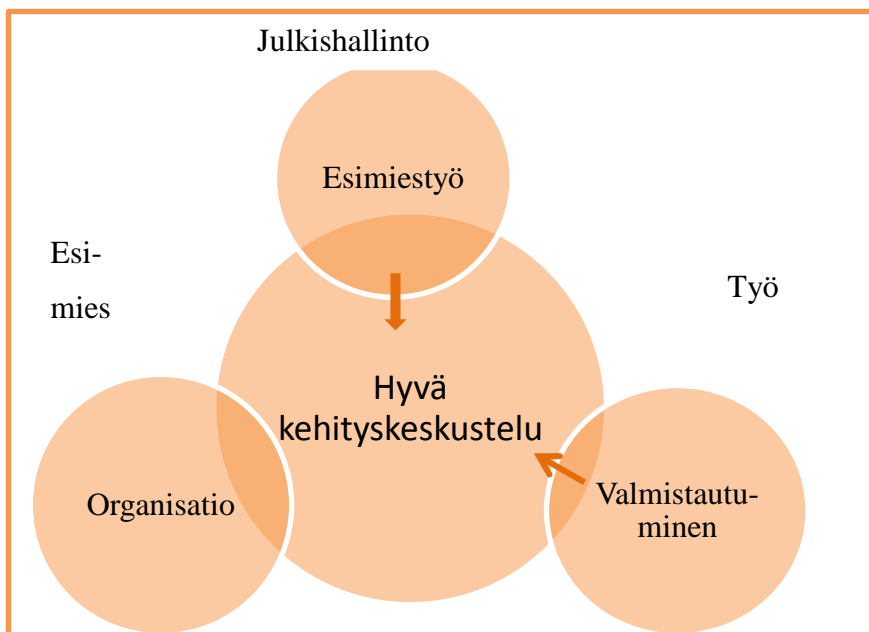 Julkishallinto
Esimiestyö
Esi-
mies
Työ
Hyvä
kehityskeskustelu
Organisatio
Valmistautu-
minen